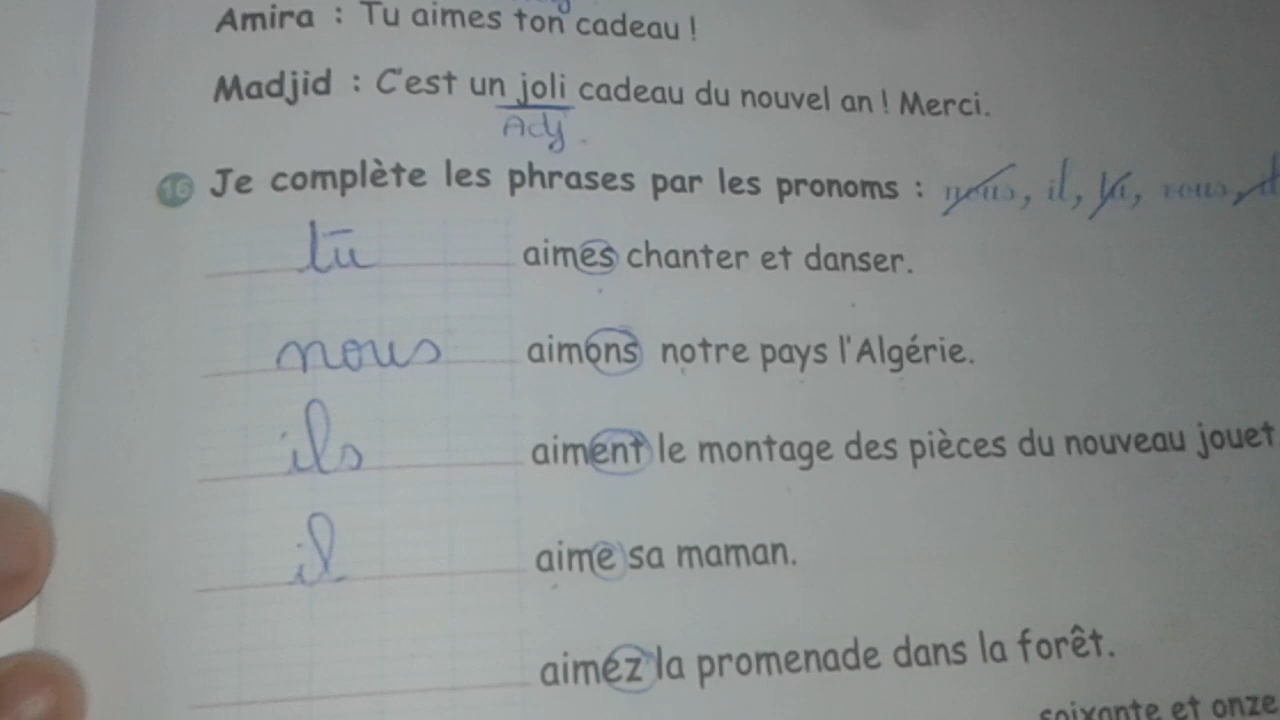 Amira : Tu aimes ton cadeau !
Madjid : C'est un joli cadeau du nouvel an ! Merci.
Adj.
16 Je complète les phrases par les pronoms : nous, il, tu, vous,
tu aimes chanter et danser.
nous aimons notre pays l'Algérie.
ils aiment le montage des pièces du nouveau jouet
il aime sa maman.
aimez la promenade dans la forêt.
soixante et onze